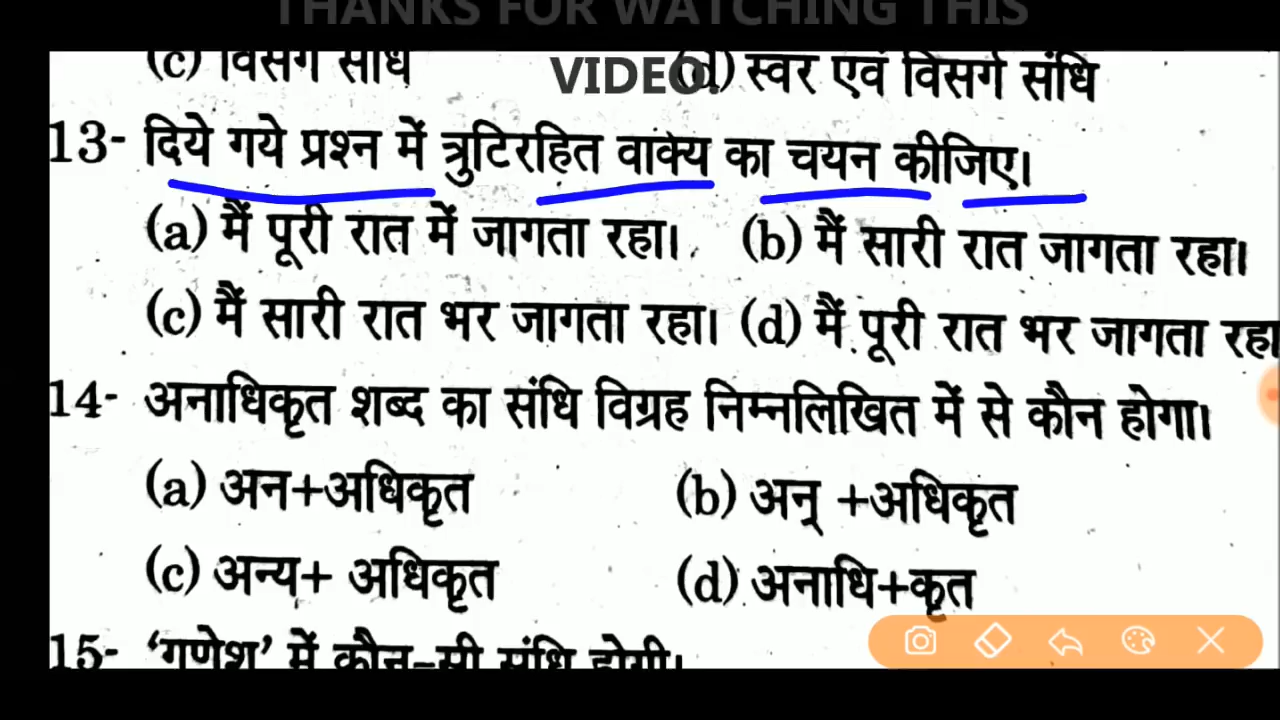 THANKS FOR WATCHING THIS
VIDEO.
(c) विसर्ग संधि (d) स्वर एवं विसर्ग संधि
13- दिये गये प्रश्न में त्रुटिरहित वाक्य का चयन कीजिए।
(a) मैं पूरी रात में जागता रहा। (b) मैं सारी रात जागता रहा।
(c) मैं सारी रात भर जागता रहा। (d) मैं पूरी रात भर जागता रहा
14- अनाधिकृत शब्द का संधि विग्रह निम्नलिखित में से कौन होगा।
(a) अन+अधिकृत (b) अन् +अधिकृत
(c) अन्य+ अधिकृत (d) अनाधि+कृत
15- ‘गणेश’ में कौन-सी संधि होगी।